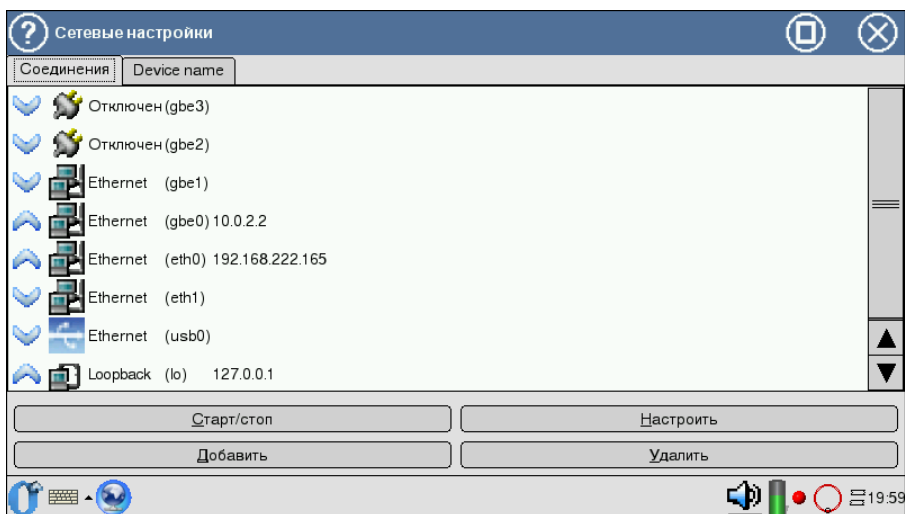 Сетевые настройки
Соединения Device name
Отключен (gbe3)
Отключен (gbe2)
Ethernet (gbe1)
Ethernet (gbe0) 10.0.2.2
Ethernet (eth0) 192.168.222.165
Ethernet (eth1)
Ethernet (usb0)
Loopback (lo) 127.0.0.1
Старт/стоп Настроить
Добавить Удалить
19:59